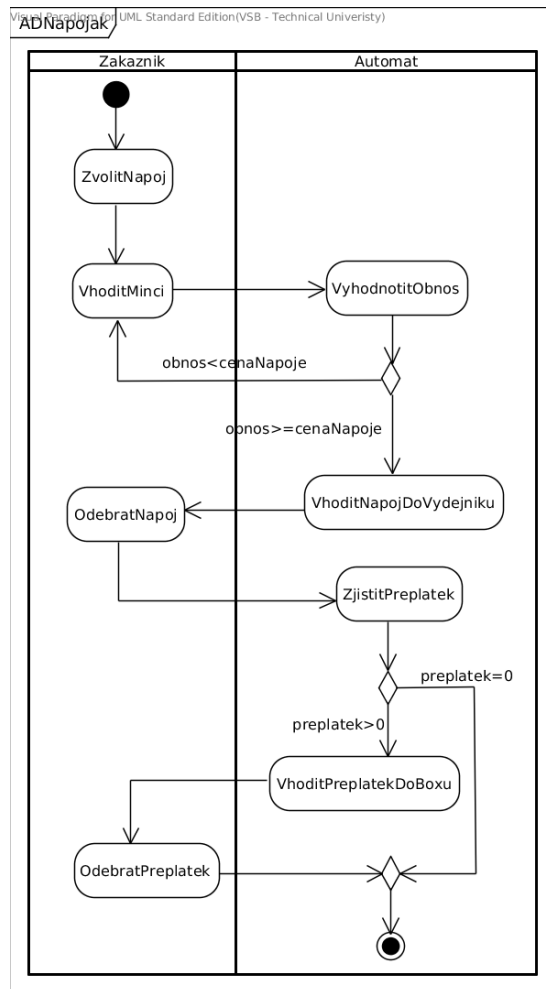 Visual Paradigm for UML Standard Edition(VSB - Technical Univeristy)
ADNapojak
Zakaznik
Automat
ZvolitNapoj
VhoditMinci
VyhodnotitObnos
obnos<cenaNapoje
obnos>=cenaNapoje
VhoditNapojDoVydejniku
OdebratNapoj
ZjistitPreplatek
preplatek=0
preplatek>0
VhoditPreplatekDoBoxu
OdebratPreplatek